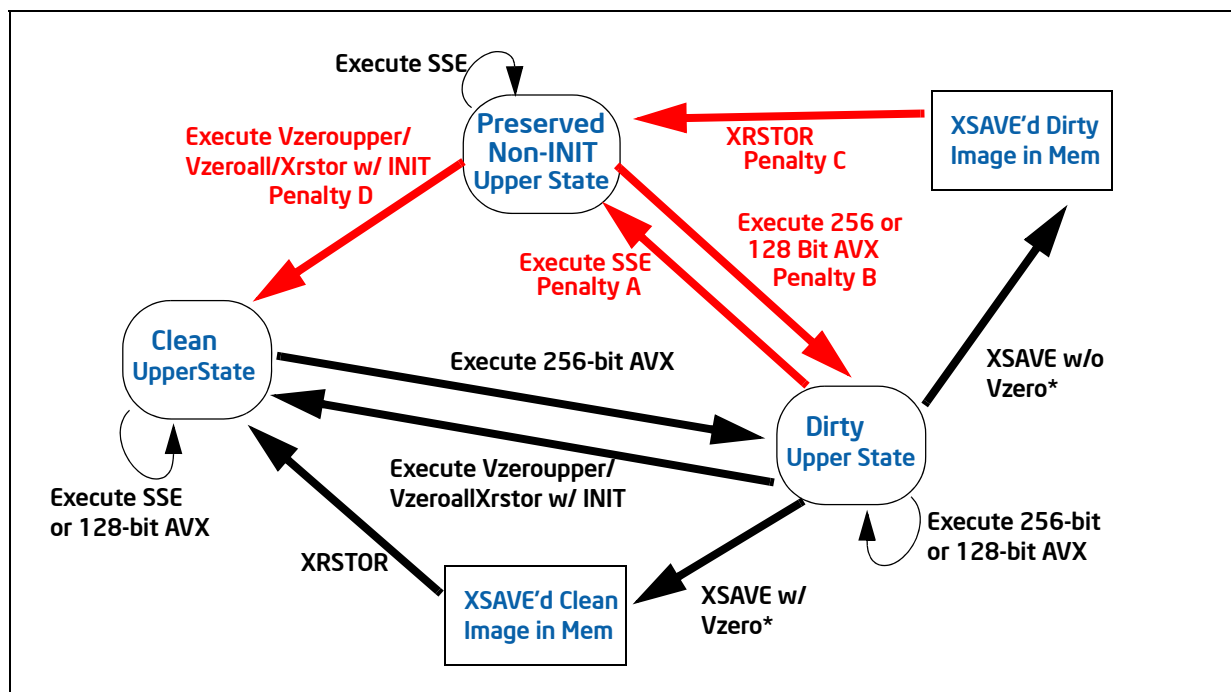 Execute SSE
Preserved
Non-INIT
Upper State
XSAVE'd Dirty
Image in Mem
XRSTOR
Penalty C
Execute Vzeroupper/
Vzeroall/Xrstor w/ INIT
Penalty D
Execute 256 or
128 Bit AVX
Penalty B
Execute SSE
Penalty A
Clean
UpperState
Execute 256-bit AVX
XSAVE w/o
Vzero*
Dirty
Upper State
Execute Vzeroupper/
VzeroallXrstor w/ INIT
Execute SSE
or 128-bit AVX
Execute 256-bit
or 128-bit AVX
XRSTOR
XSAVE'd Clean
Image in Mem
XSAVE w/
Vzero*